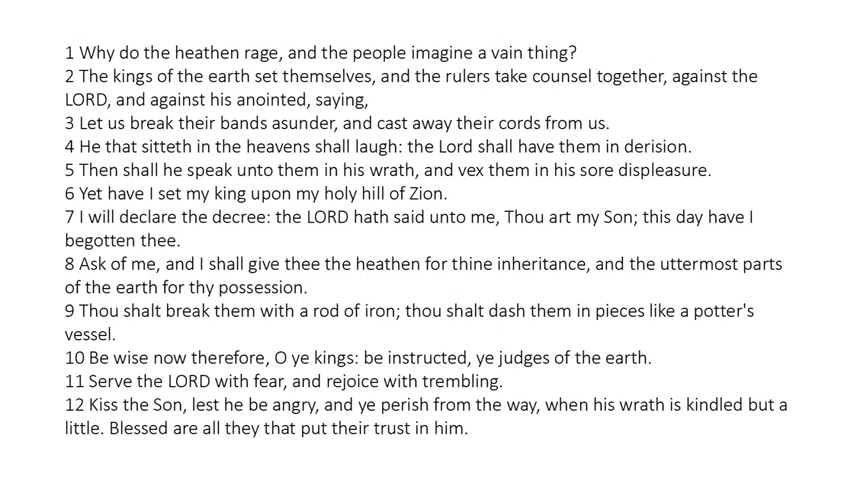 1 Why do the heathen rage, and the people imagine a vain thing?
2 The kings of the earth set themselves, and the rulers take counsel together, against the
LORD, and against his anointed, saying,
3 Let us break their bands asunder, and cast away their cords from us.
4 He that sitteth in the heavens shall laugh: the Lord shall have them in derision.
5 Then shall he speak unto them in his wrath, and vex them in his sore displeasure.
6 Yet have I set my king upon my holy hill of Zion.
7 I will declare the decree: the LORD hath said unto me, Thou art my Son; this day have I
begotten thee.
8 Ask of me, and I shall give thee the heathen for thine inheritance, and the uttermost parts
of the earth for thy possession.
9 Thou shalt break them with a rod of iron; thou shalt dash them in pieces like a potter's
vessel.
10 Be wise now therefore, O ye kings: be instructed, ye judges of the earth.
11 Serve the LORD with fear, and rejoice with trembling.
12 Kiss the Son, lest he be angry, and ye perish from the way, when his wrath is kindled but a
little. Blessed are all they that put their trust in him.